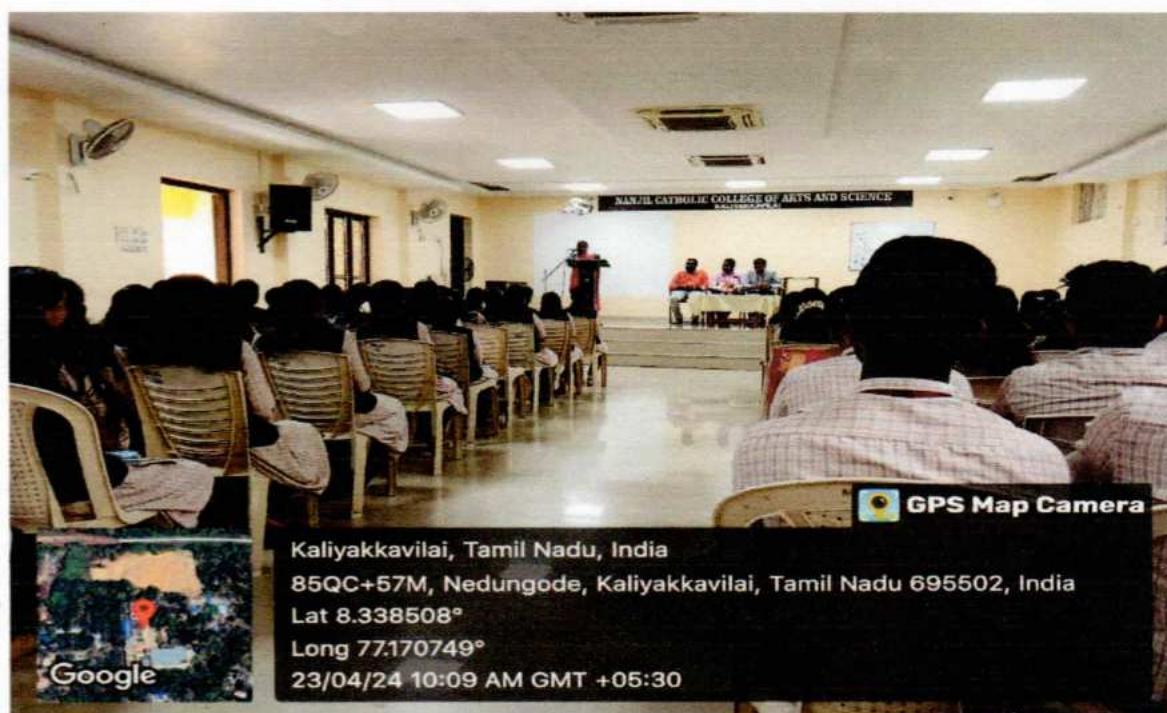 NANJIL CATHOLIC COLLEGE OF ARTS AND SCIENCE
KALIYAKKAVILAI
GPS Map Camera
Kaliyakkavilai, Tamil Nadu, India
85QC+57M, Nedungode, Kaliyakkavilai, Tamil Nadu 695502, India
Lat 8.338508°
Long 77.170749°
23/04/24 10:09 AM GMT +05:30
Google